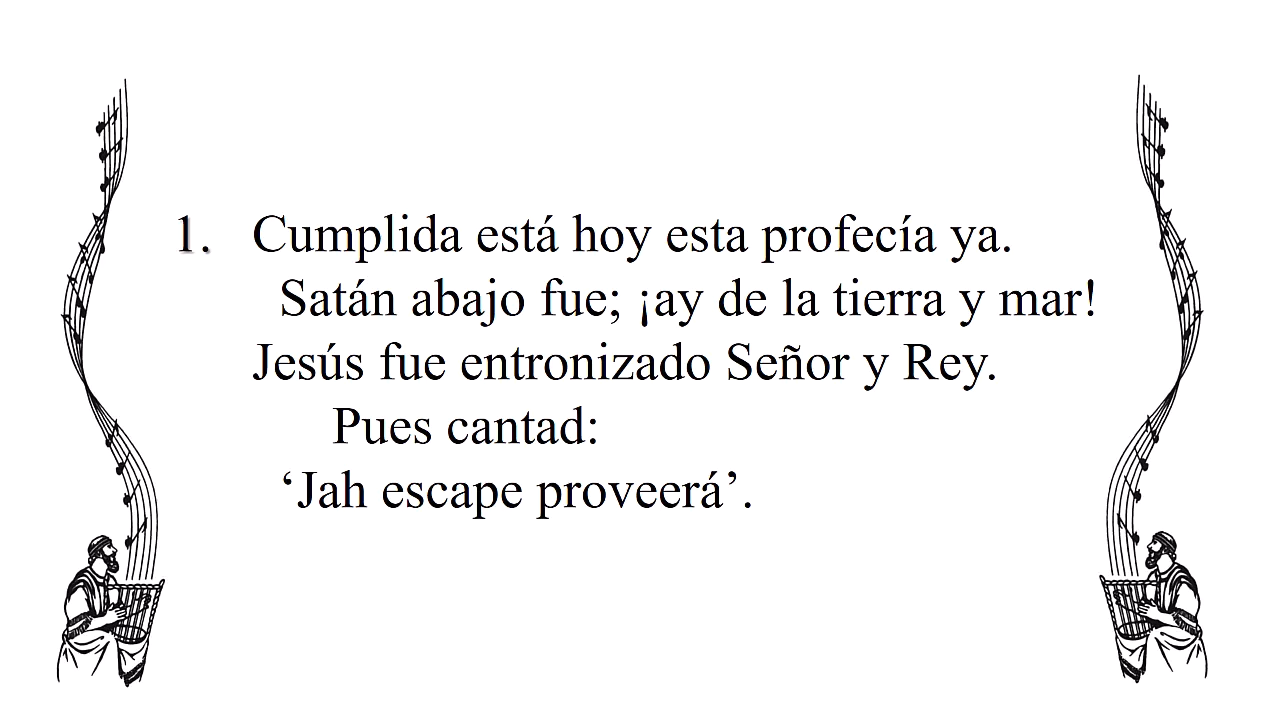 1. Cumplida está hoy esta profecía ya.
Satán abajo fue; ¡ay de la tierra y mar!
Jesús fue entronizado Señor y Rey.
Pues cantad:
‘Jah escape proveerá’.